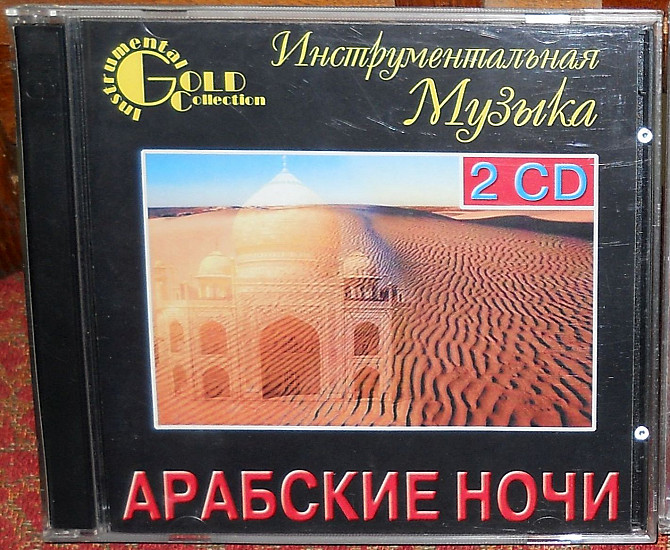 Instrumental
GOLD
Collection
Инструментальная
Музыка
2 CD
АРАБСКИЕ НОЧИ